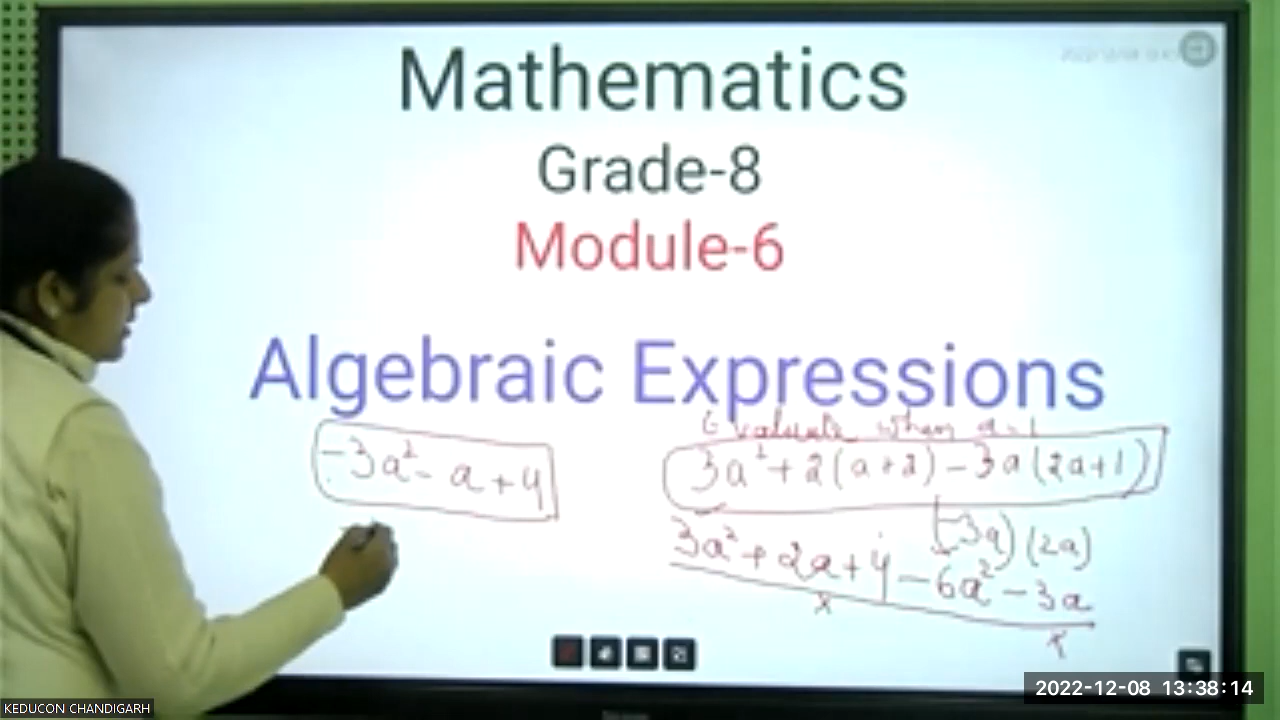 Mathematics
Grade-8
Module-6
Algebraic Expressions
Evaluate when a=1
3a²+2(a+2)-3a(2a+1)
-3a²-a+4
(-3a)(2a)
3a²+2a+4-6a²-3a
x
x
KEDUCON CHANDIGARH
2022-12-08 13:38:14